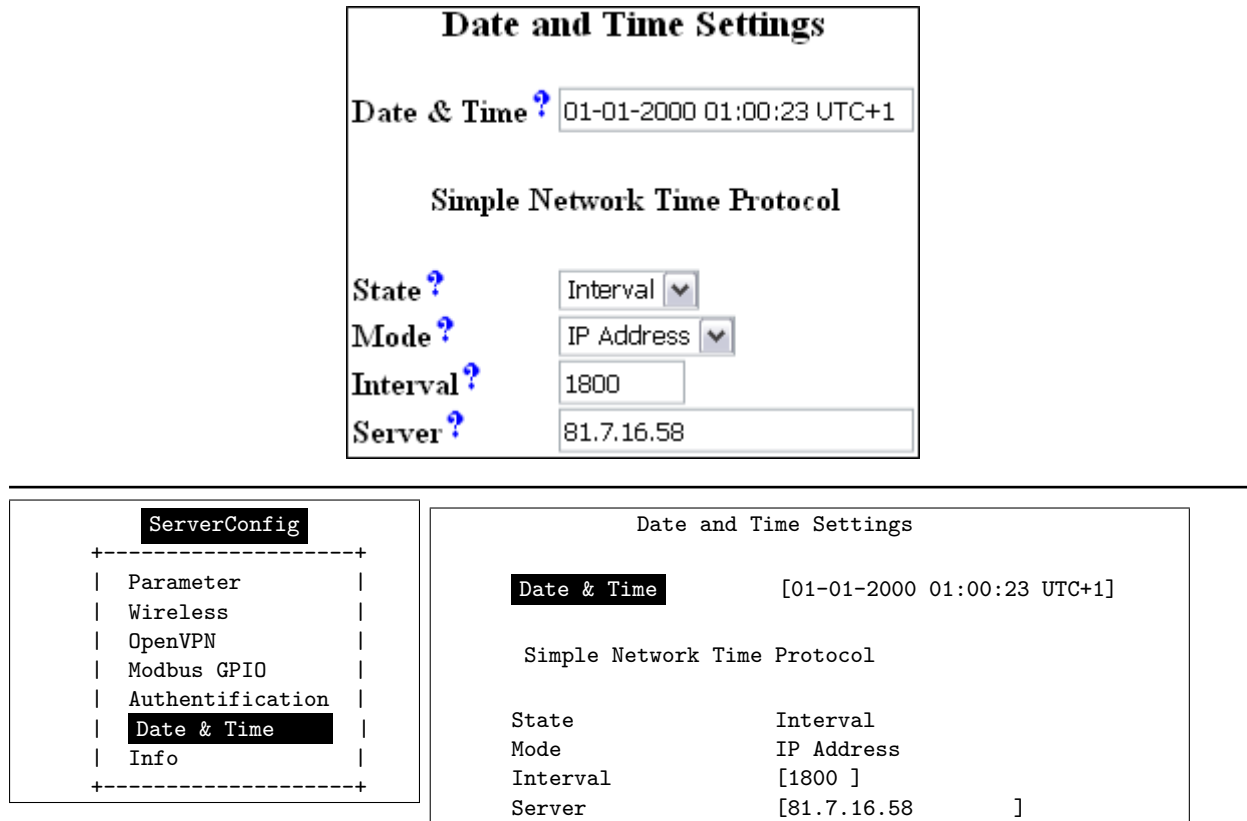 Date and Time Settings
Date & Time? 01-01-2000 01:00:23 UTC+1
Simple Network Time Protocol
State? Interval
Mode? IP Address
Interval? 1800
Server? 81.7.16.58
ServerConfig
+---------------------+
| Parameter |
| Wireless |
| OpenVPN |
| Modbus GPIO |
| Authentification |
| Date & Time |
| Info |
+---------------------+
Date and Time Settings
Date & Time [01-01-2000 01:00:23 UTC+1]
Simple Network Time Protocol
State Interval
Mode IP Address
Interval [1800 ]
Server [81.7.16.58 ]